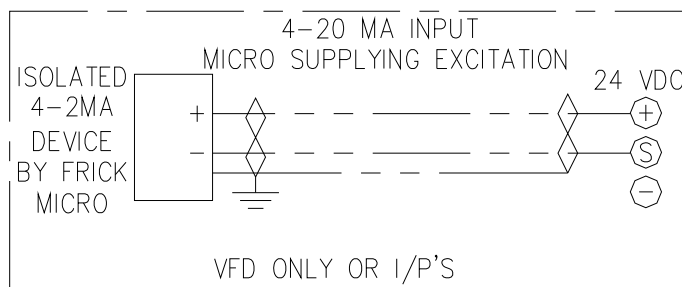 4-20 MA INPUT
MICRO SUPPLYING EXCITATION
ISOLATED
4-2MA
DEVICE
BY FRICK
MICRO
+
-
24 VDC
+
S
-
VFD ONLY OR I/P'S